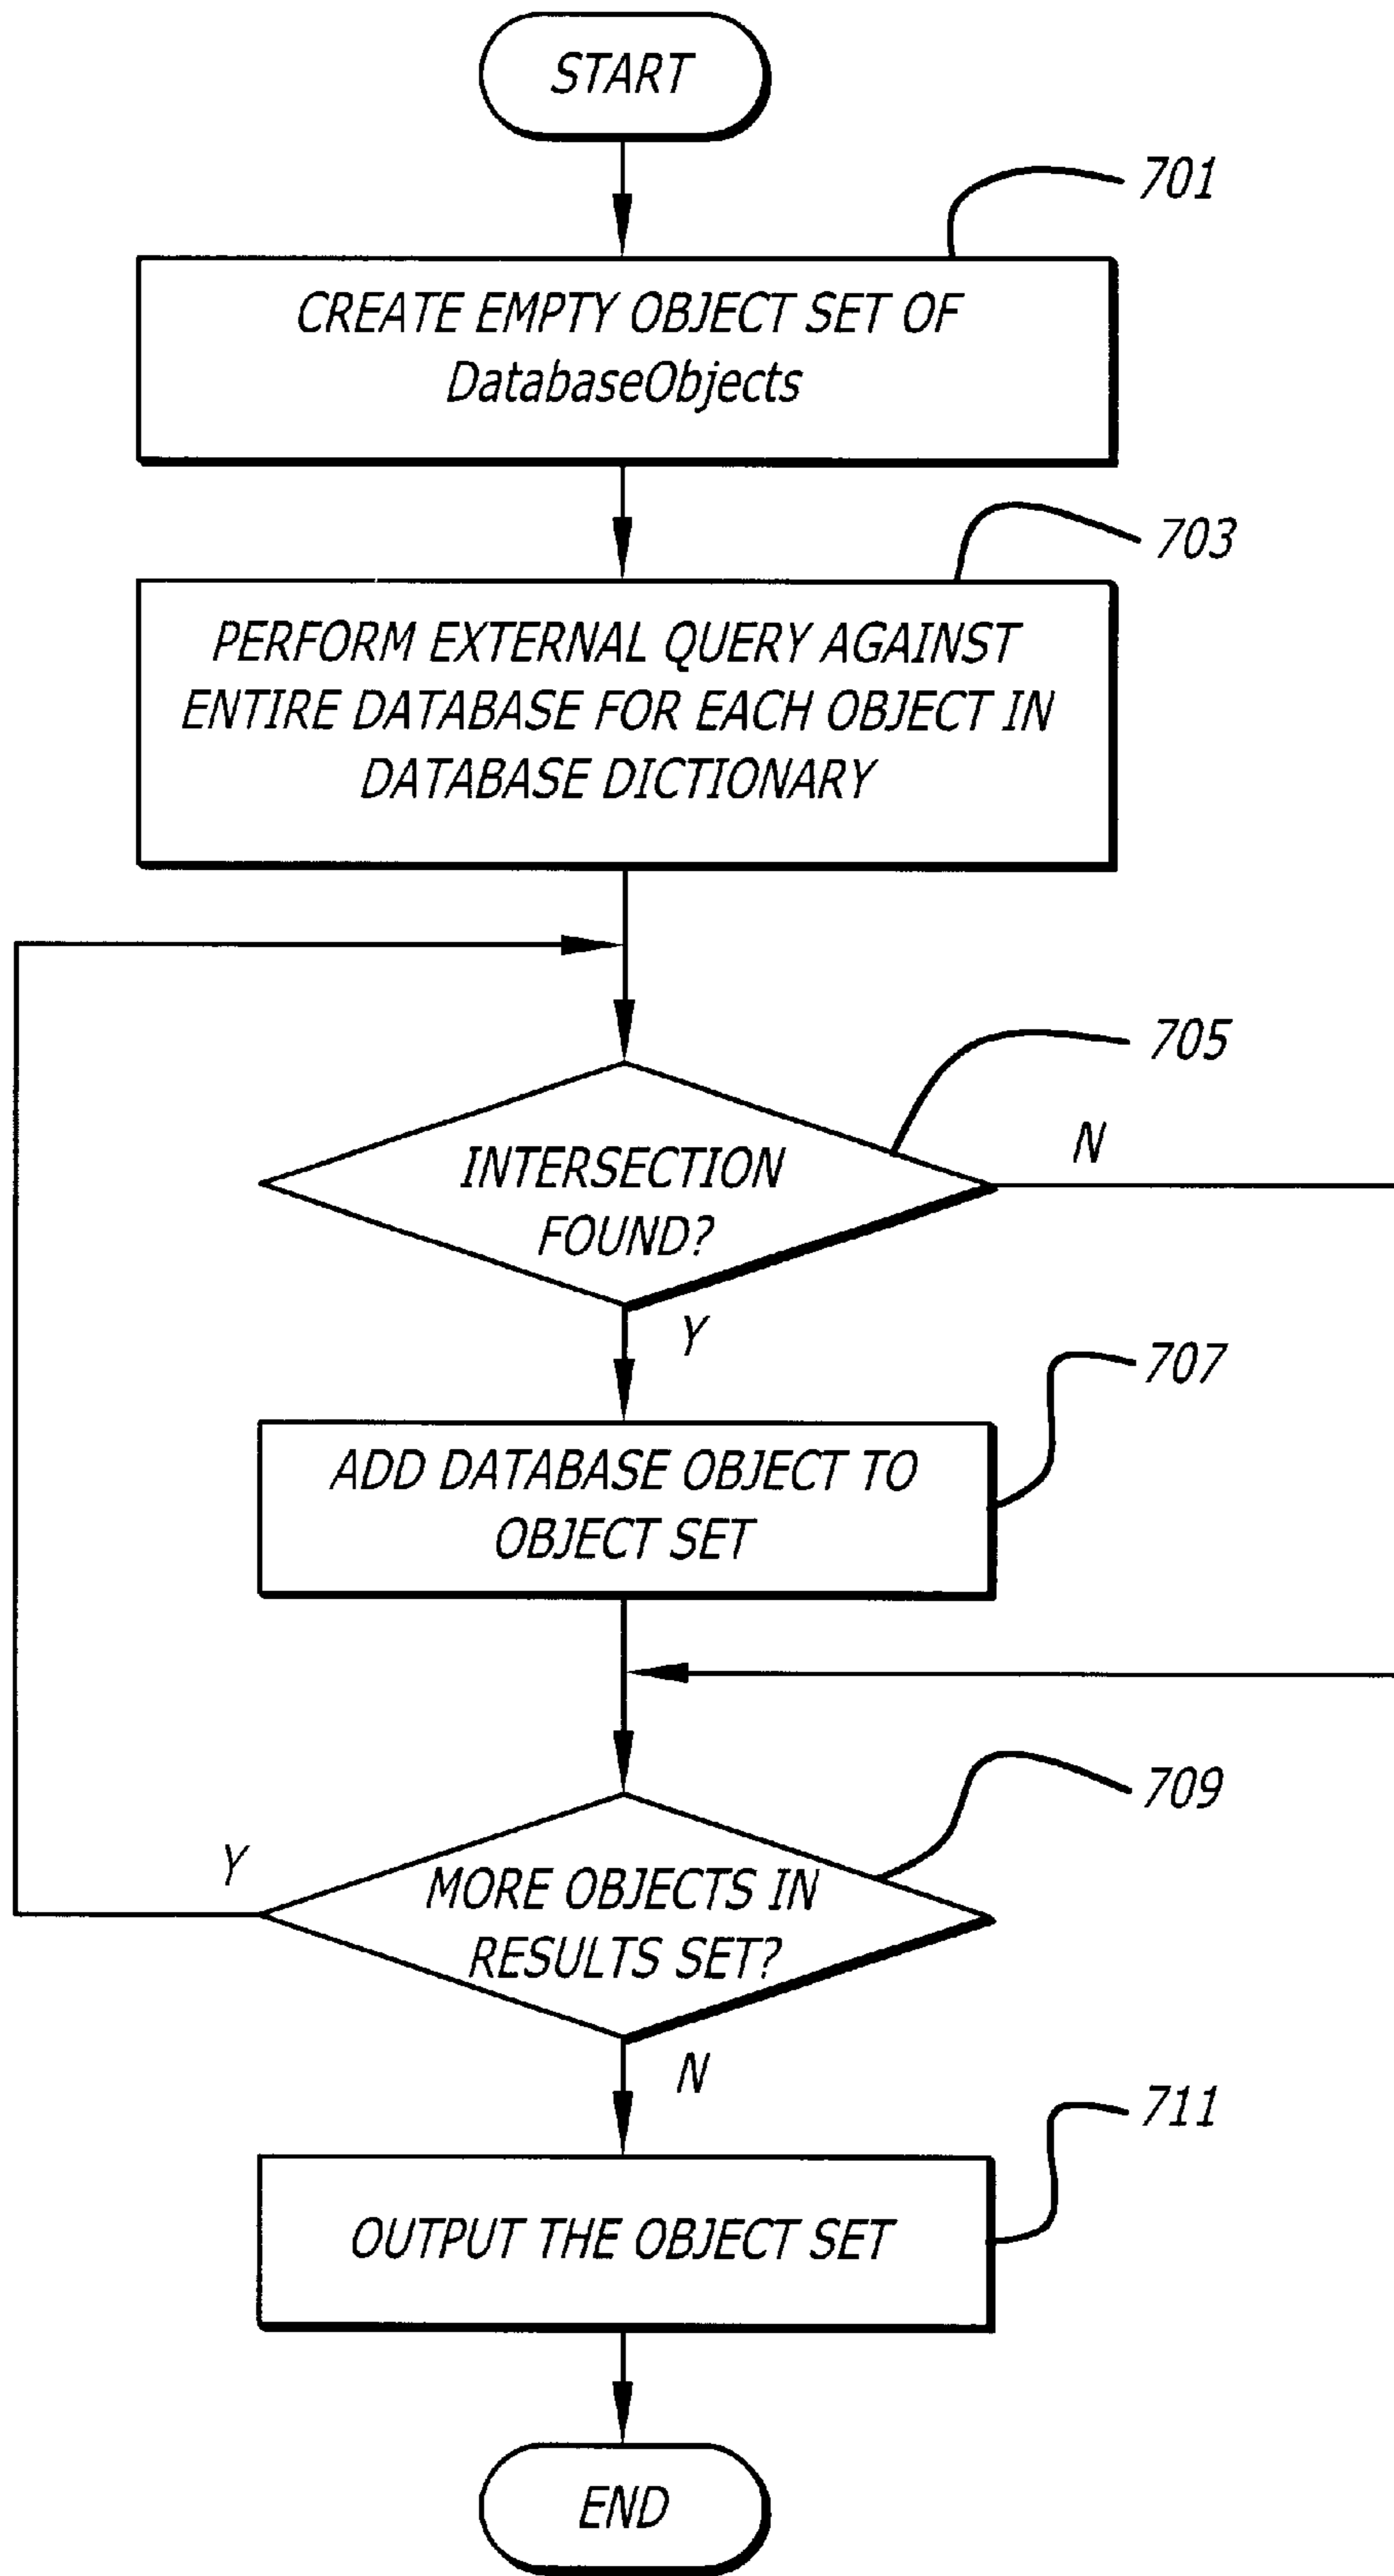 START
701
CREATE EMPTY OBJECT SET OF
DatabaseObjects
703
PERFORM EXTERNAL QUERY AGAINST
ENTIRE DATABASE FOR EACH OBJECT IN
DATABASE DICTIONARY
705
N
INTERSECTION
FOUND?
Y
707
ADD DATABASE OBJECT TO
OBJECT SET
709
Y
MORE OBJECTS IN
RESULTS SET?
N
711
OUTPUT THE OBJECT SET
END